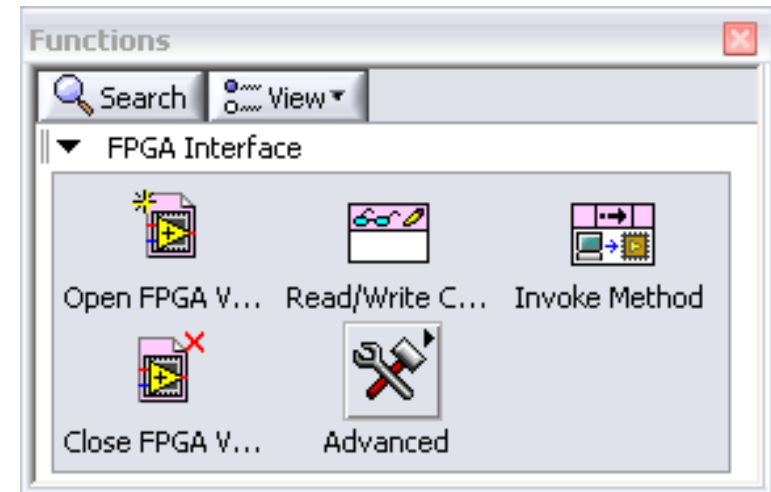 Functions
Search View
FPGA Interface
Open FPGA V... Read/Write C... Invoke Method
Close FPGA V... Advanced